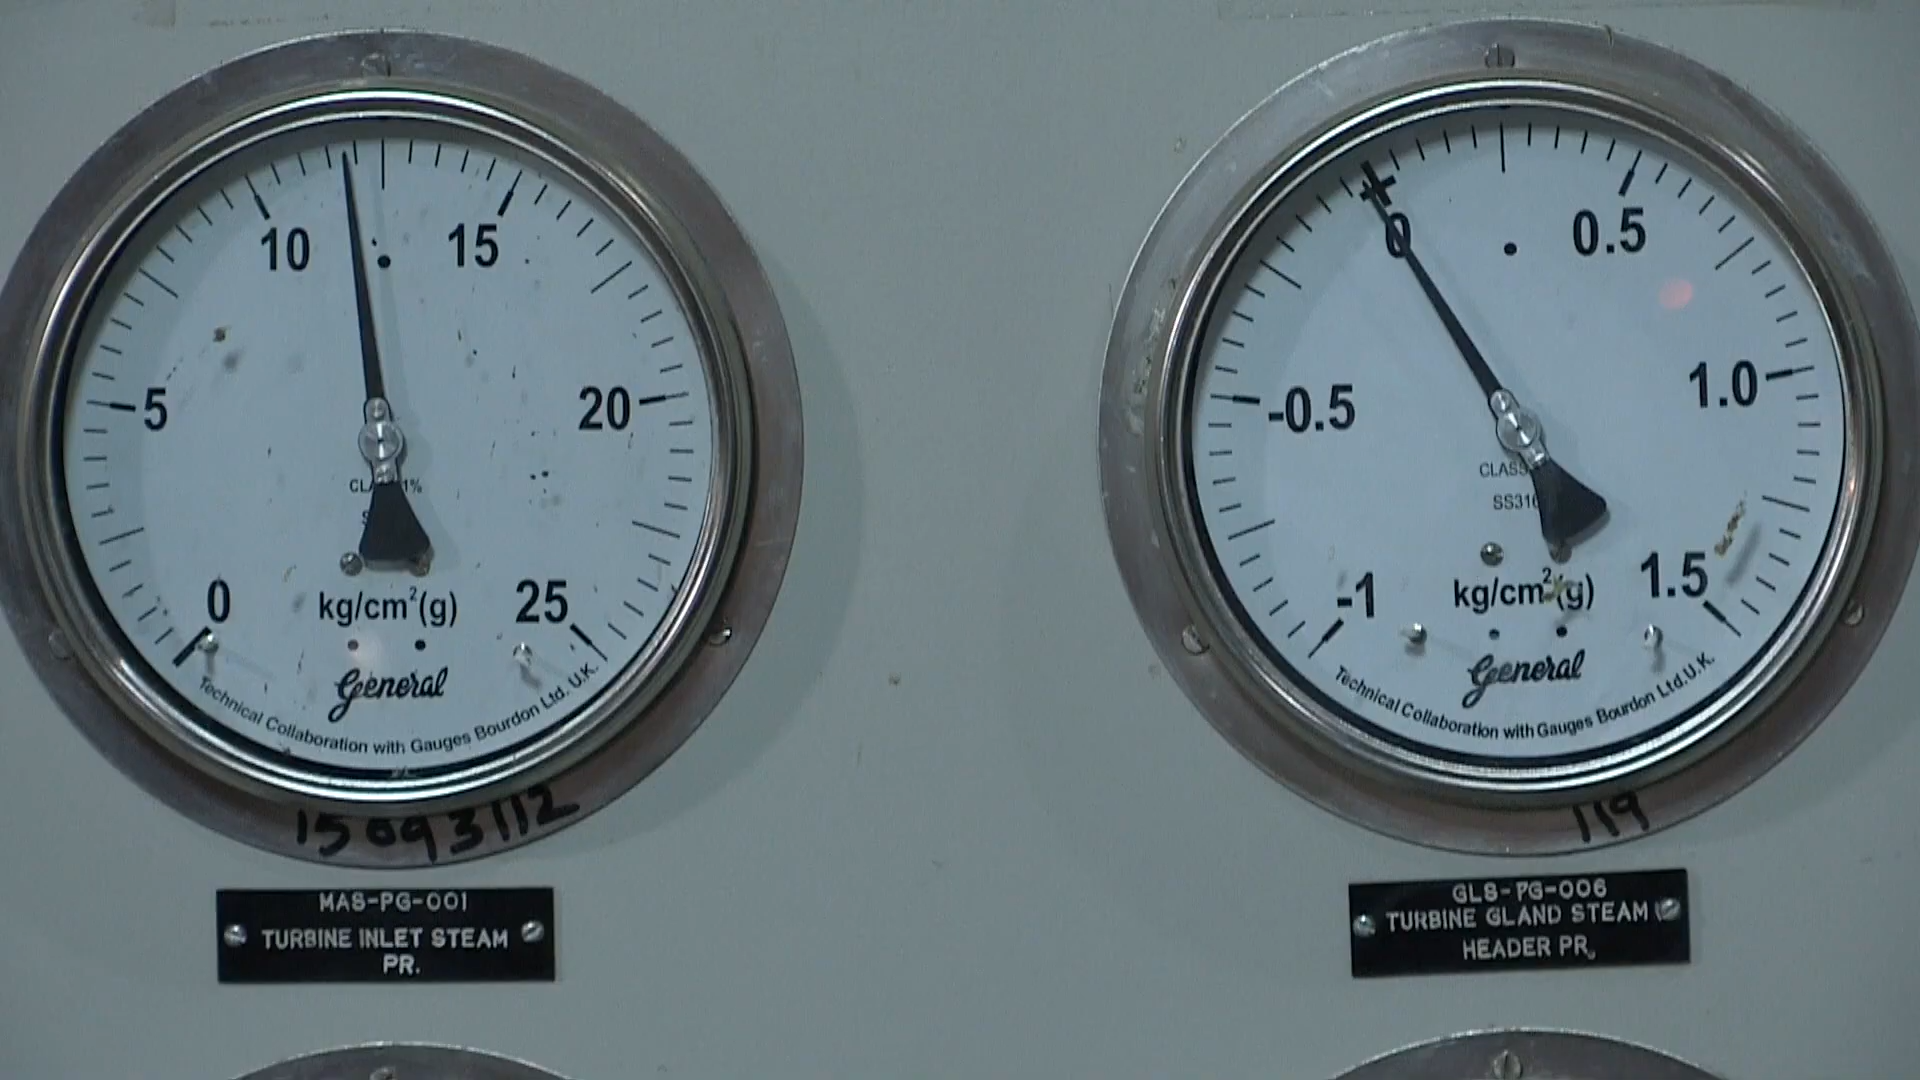 10
15
5
20
0
25
CLA 1%
kg/cm²(g)
General
Technical Collaboration with Gauges Bourdon Ltd. U.K.
15093112
MAS-PG-001
TURBINE INLET STEAM
PR.
+
0
0.5
-0.5
1.0
CLASS
SS316
-1
1.5
kg/cm²(g)
General
Technical Collaboration with Gauges Bourdon Ltd. U.K.
119
GLS-PG-006
TURBINE GLAND STEAM
HEADER PR.